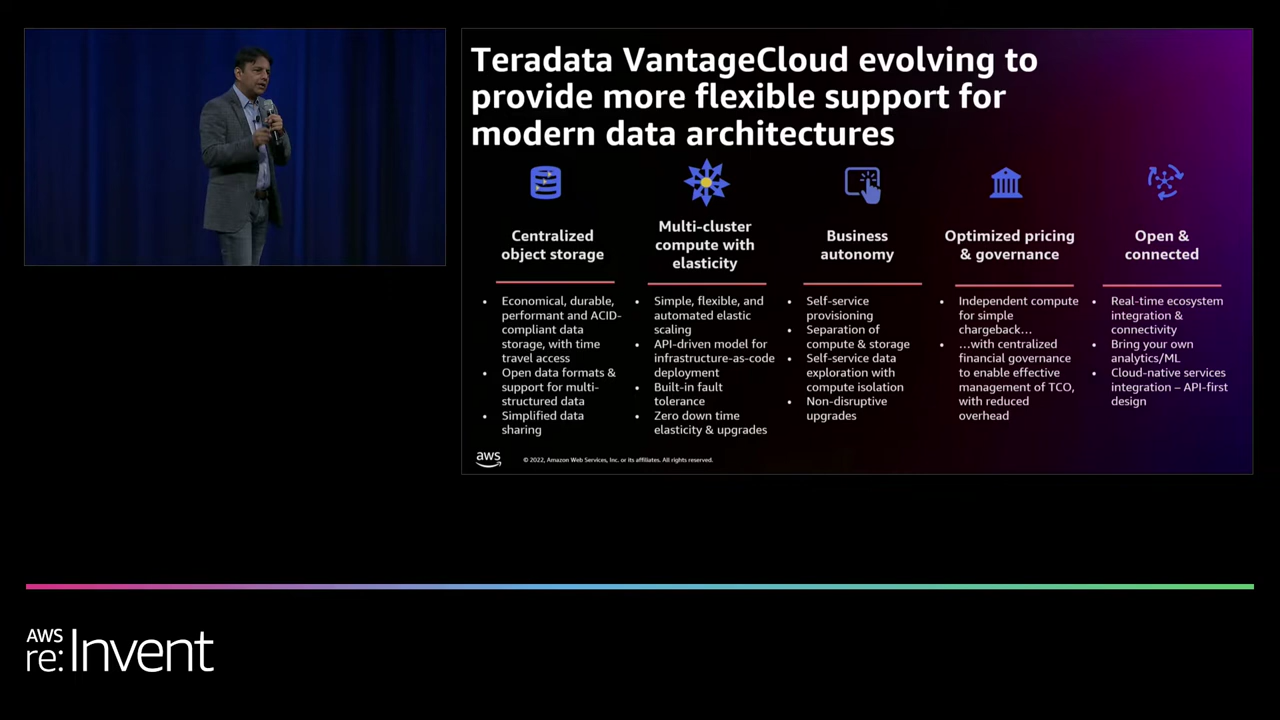 Teradata VantageCloud evolving to
provide more flexible support for
modern data architectures
Centralized
object storage
Economical, durable,
performant and ACID-
compliant data
storage, with time
travel access
Open data formats &
support for multi-
structured data
Simplified data
sharing
Multi-cluster
compute with
elasticity
Simple, flexible, and
automated elastic
scaling
API-driven model for
infrastructure-as-code
deployment
Built-in fault
tolerance
Zero down time
elasticity & upgrades
Business
autonomy
Self-service
provisioning
Separation of
compute & storage
Self-service data
exploration with
compute isolation
Non-disruptive
upgrades
Optimized pricing
& governance
Independent compute
for simple
chargeback...
...with centralized
financial governance
to enable effective
management of TCO,
with reduced
overhead
Open &
connected
Real-time ecosystem
integration &
connectivity
Bring your own
analytics/ML
Cloud-native services
integration – API-first
design
aws
© 2022, Amazon Web Services, Inc. or its affiliates. All rights reserved.
AWS
re:Invent